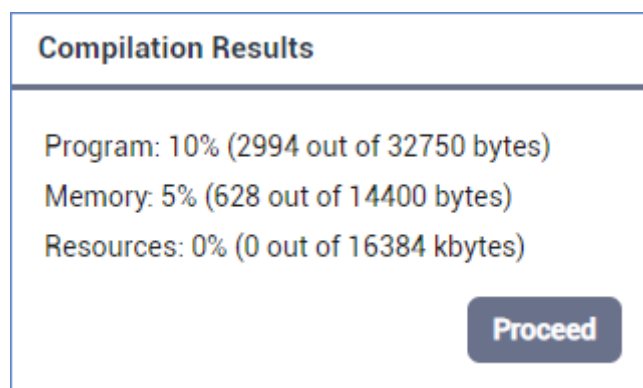 Compilation Results
Program: 10% (2994 out of 32750 bytes)
Memory: 5% (628 out of 14400 bytes)
Resources: 0% (0 out of 16384 kbytes)
Proceed